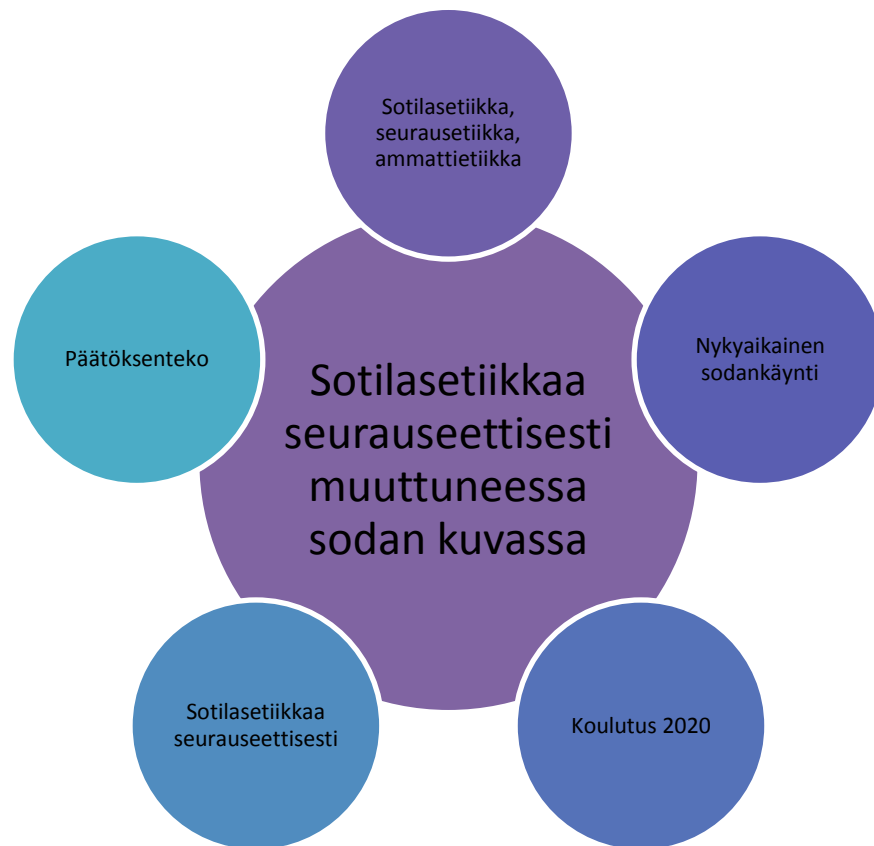 Sotilasetiikka,
seurausetiikka,
ammattietiikka
Päätöksenteko
Nykyaikainen
sodankäynti
Sotilasetiikkaa
seurauseettisesti
muuttuneessa
sodan kuvassa
Sotilasetiikkaa
seurauseettisesti
Koulutus 2020